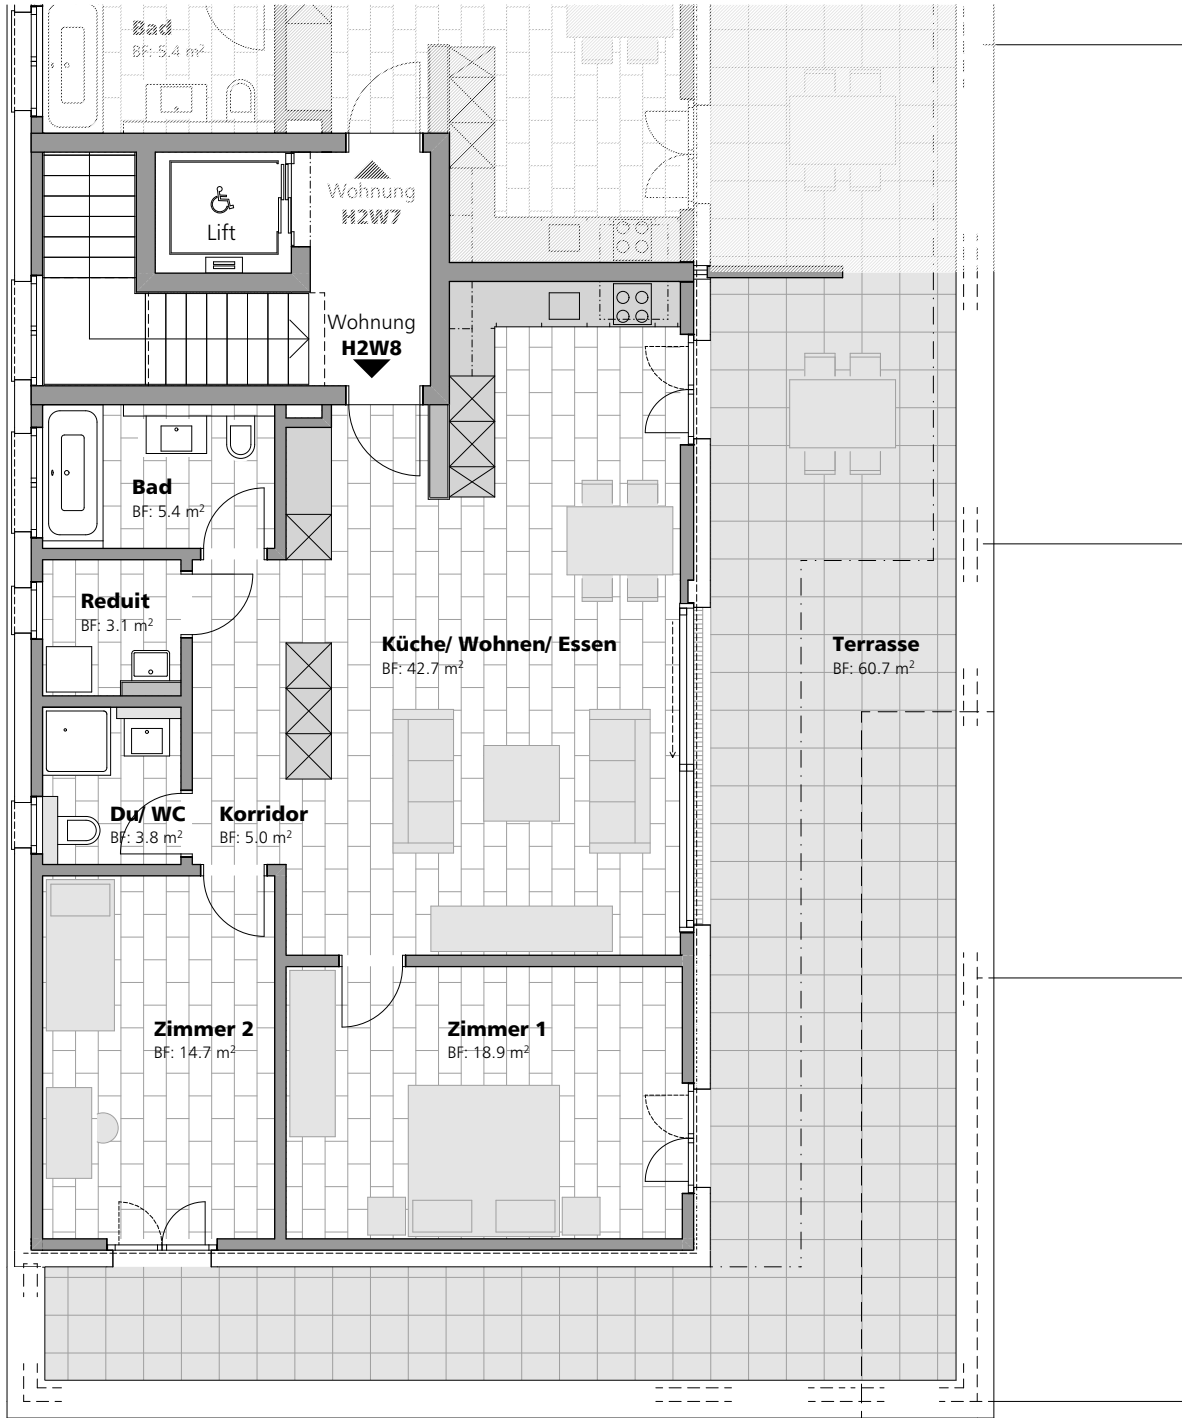 Bad
BF: 5.4 m²
Wohnung
H2W7
Lift
Wohnung
H2W8
Bad
BF: 5.4 m²
Reduit
BF: 3.1 m²
Küche/ Wohnen/ Essen
BF: 42.7 m²
Terrasse
BF: 60.7 m²
Du/ WC
BF: 3.8 m²
Korridor
BF: 5.0 m²
Zimmer 2
BF: 14.7 m²
Zimmer 1
BF: 18.9 m²